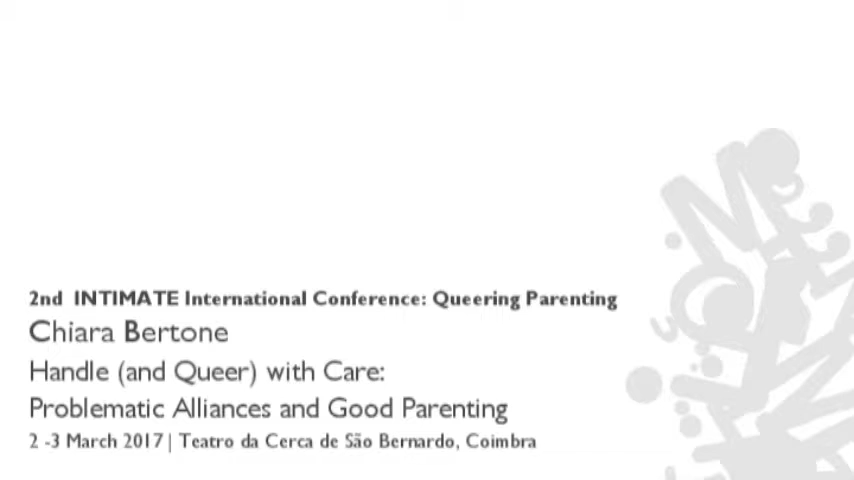 2nd INTIMATE International Conference: Queering Parenting
Chiara Bertone
Handle (and Queer) with Care:
Problematic Alliances and Good Parenting
2 -3 March 2017| Teatro da Cerca de São Bernardo, Coimbra